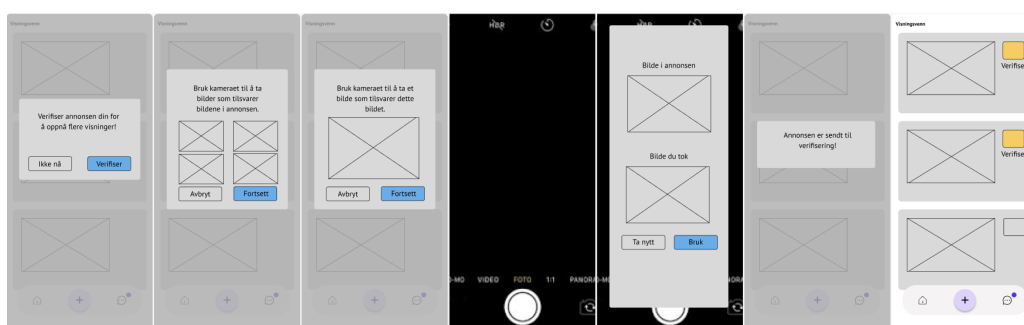 Visningsvenn
Verifiser annonsen din for
å oppnå flere visninger!
Ikke nå
Verifiser
Visningsvenn
Bruk kameraet til å ta
bilder som tilsvarer
bildene i annonsen.
Avbryt
Fortsett
Visningsvenn
Bruk kameraet til å ta et
bilde som tilsvarer dette
bildet.
Avbryt
Fortsett
HDR
VIDEO
FOTO
1:1
PANORA
Bilde i annonsen
Bilde du tok
Ta nytt
Bruk
Visningsvenn
Annonsen er sendt til
verifisering!
Visningsvenn
Verifise
Verifise